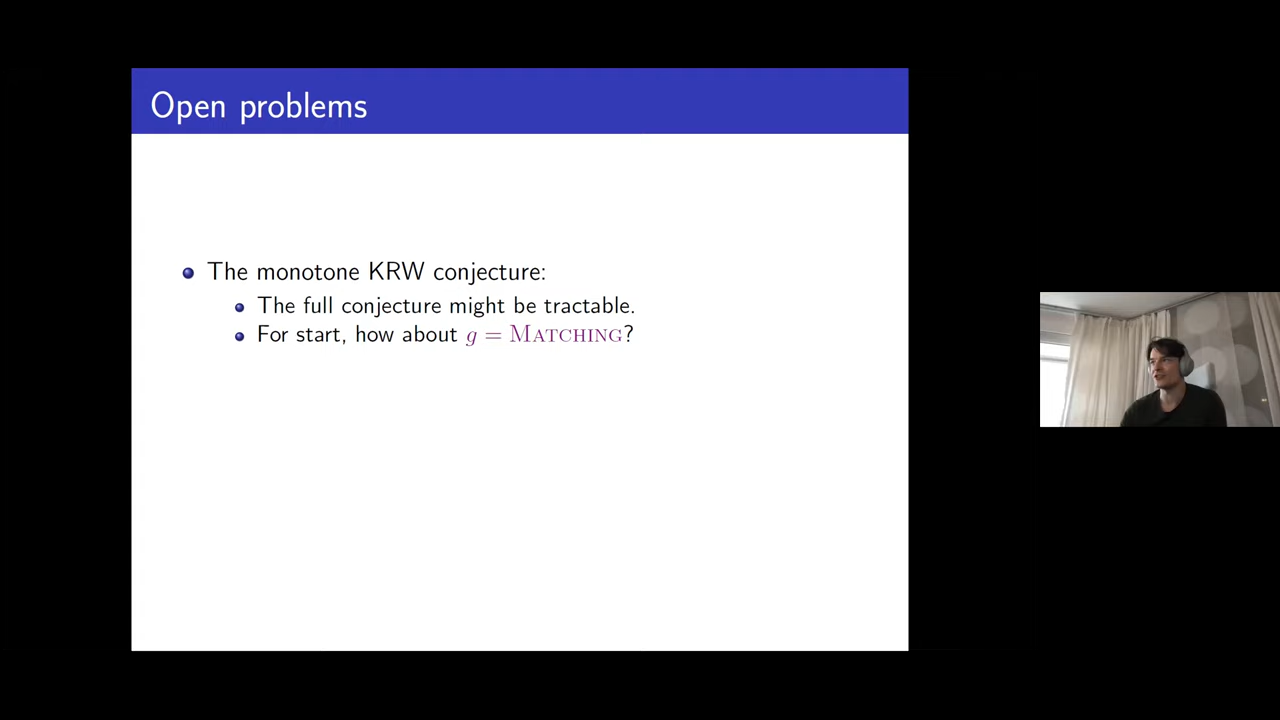 Open problems
The monotone KRW conjecture:
The full conjecture might be tractable.
For start, how about g = MATCHING?